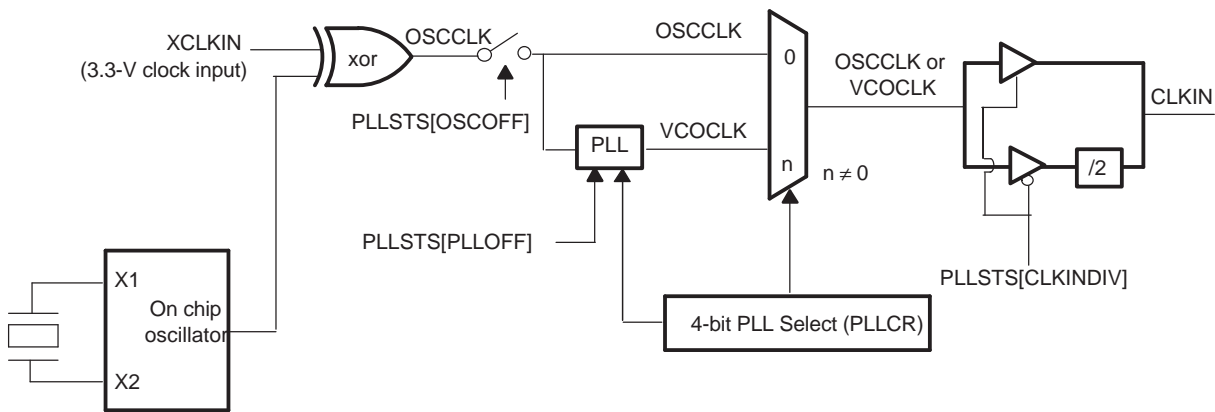 XCLKIN
(3.3-V clock input)
xor
OSCCLK
PLLSTS[OSCOFF]
OSCCLK
0
PLL
VCOCLK
n
n ≠ 0
OSCCLK or
VCOCLK
CLKIN
/2
PLLSTS[PLLOFF]
PLLSTS[CLKINDIV]
X1
On chip
oscillator
X2
4-bit PLL Select (PLLCR)